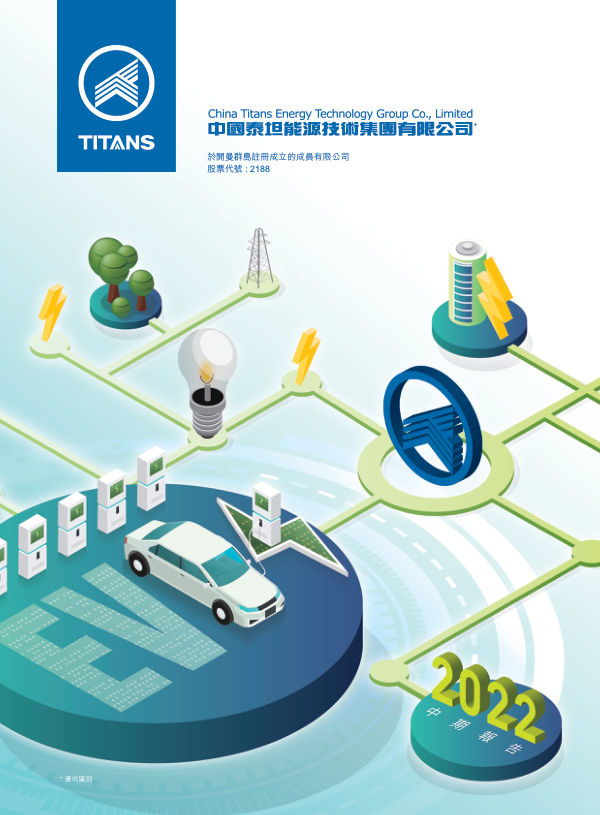 TITANS
China Titans Energy Technology Group Co., Limited
中國泰坦能源技術集團有限公司*
於開曼群島註冊成立的成員有限公司
股票代號 : 2188
EV
2022
中期報告
* 僅供識別